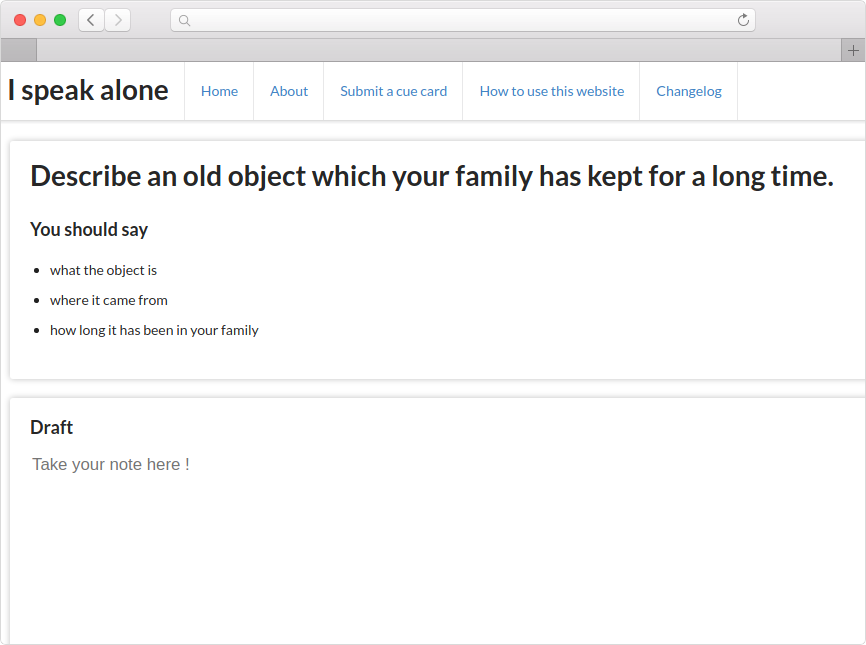 I speak alone
Home
About
Submit a cue card
How to use this website
Changelog
Describe an old object which your family has kept for a long time.
You should say
what the object is
where it came from
how long it has been in your family
Draft
Take your note here !